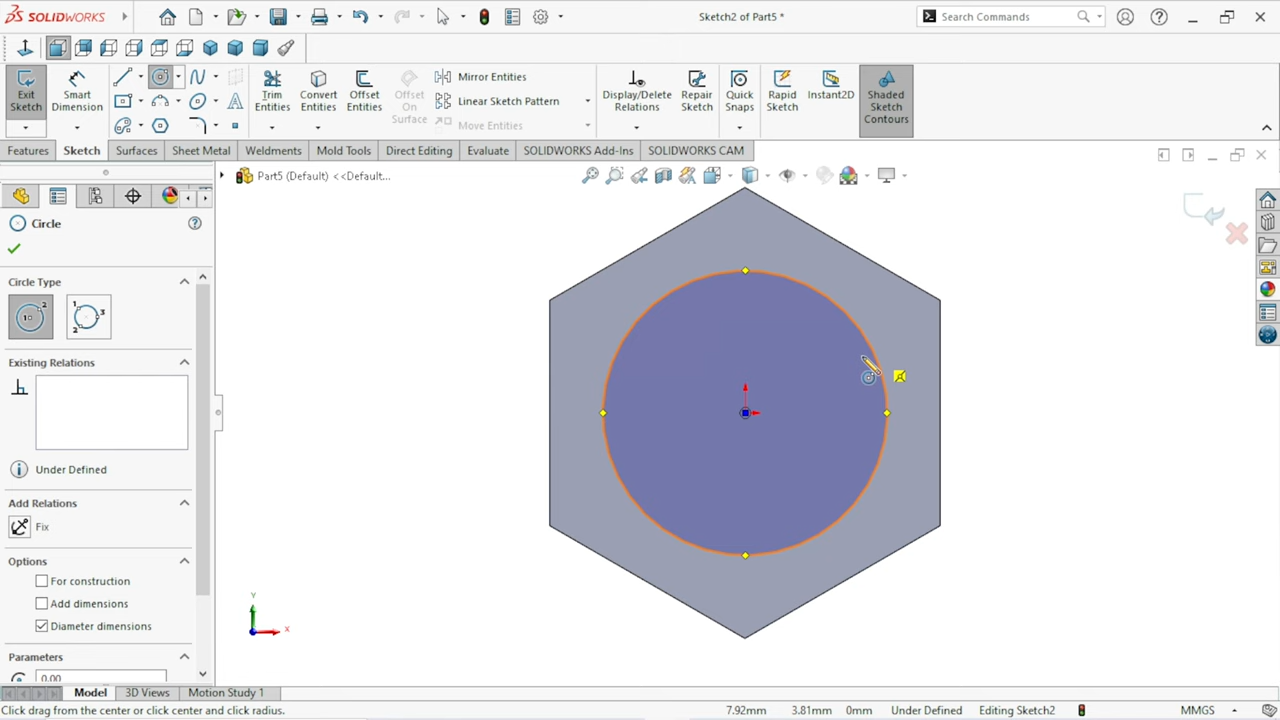 SOLIDWORKS
Sketch2 of Part5 *
Search Commands
Exit Sketch
Smart Dimension
Trim Entities
Convert Entities
Offset Entities
Offset On Surface
Mirror Entities
Linear Sketch Pattern
Move Entities
Display/Delete Relations
Repair Sketch
Quick Snaps
Rapid Sketch
Instant2D
Shaded Sketch Contours
Features
Sketch
Surfaces
Sheet Metal
Weldments
Mold Tools
Direct Editing
Evaluate
SOLIDWORKS Add-Ins
SOLIDWORKS CAM
Part5 (Default) <<Default...
Circle
Circle Type
Existing Relations
Under Defined
Add Relations
Fix
Options
For construction
Add dimensions
Diameter dimensions
Parameters
0.00
Y
X
Model
3D Views
Motion Study 1
Click drag from the center or click center and click radius.
7.92mm
3.81mm
0mm
Under Defined
Editing Sketch2
MMGS